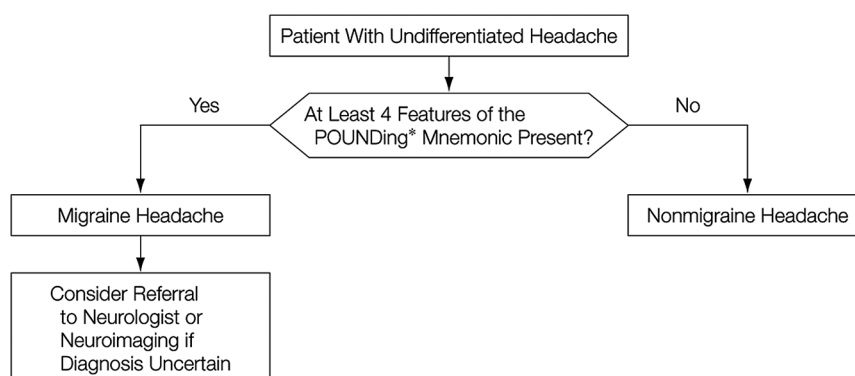 Patient With Undifferentiated Headache
Yes
At Least 4 Features of the
POUNDing* Mnemonic Present?
No
Migraine Headache
Nonmigraine Headache
Consider Referral
to Neurologist or
Neuroimaging if
Diagnosis Uncertain